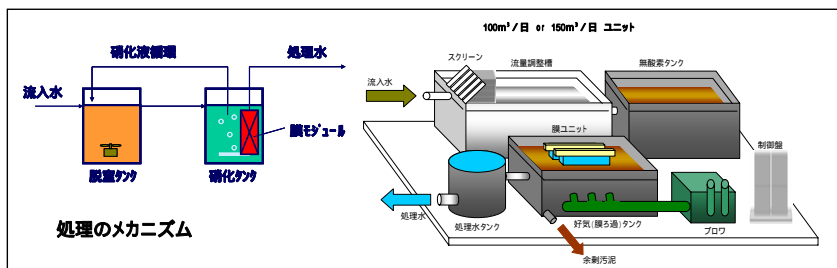 硝化液循環
処理水
流入水
膜モジュール
脱窒タンク
硝化タンク
処理のメカニズム
100m³/日 or 150m³/日 ユニット
スクリーン
流量調整槽
無酸素タンク
流入水
膜ユニット
制御盤
処理水
処理水タンク
好気(膜ろ過)タンク
ブロワ
余剰汚泥